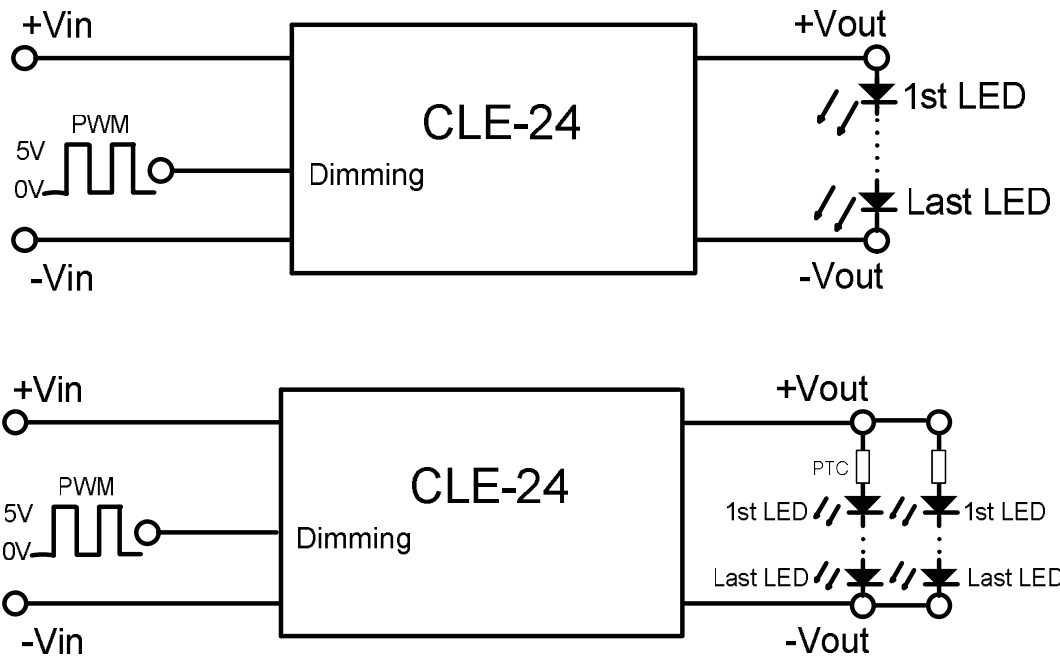 +Vin
+Vout
CLE-24
1st LED
PWM
5V
0V
Dimming
Last LED
-Vin
-Vout
+Vin
+Vout
CLE-24
PTC
PWM
5V
0V
Dimming
1st LED
1st LED
Last LED
Last LED
-Vin
-Vout